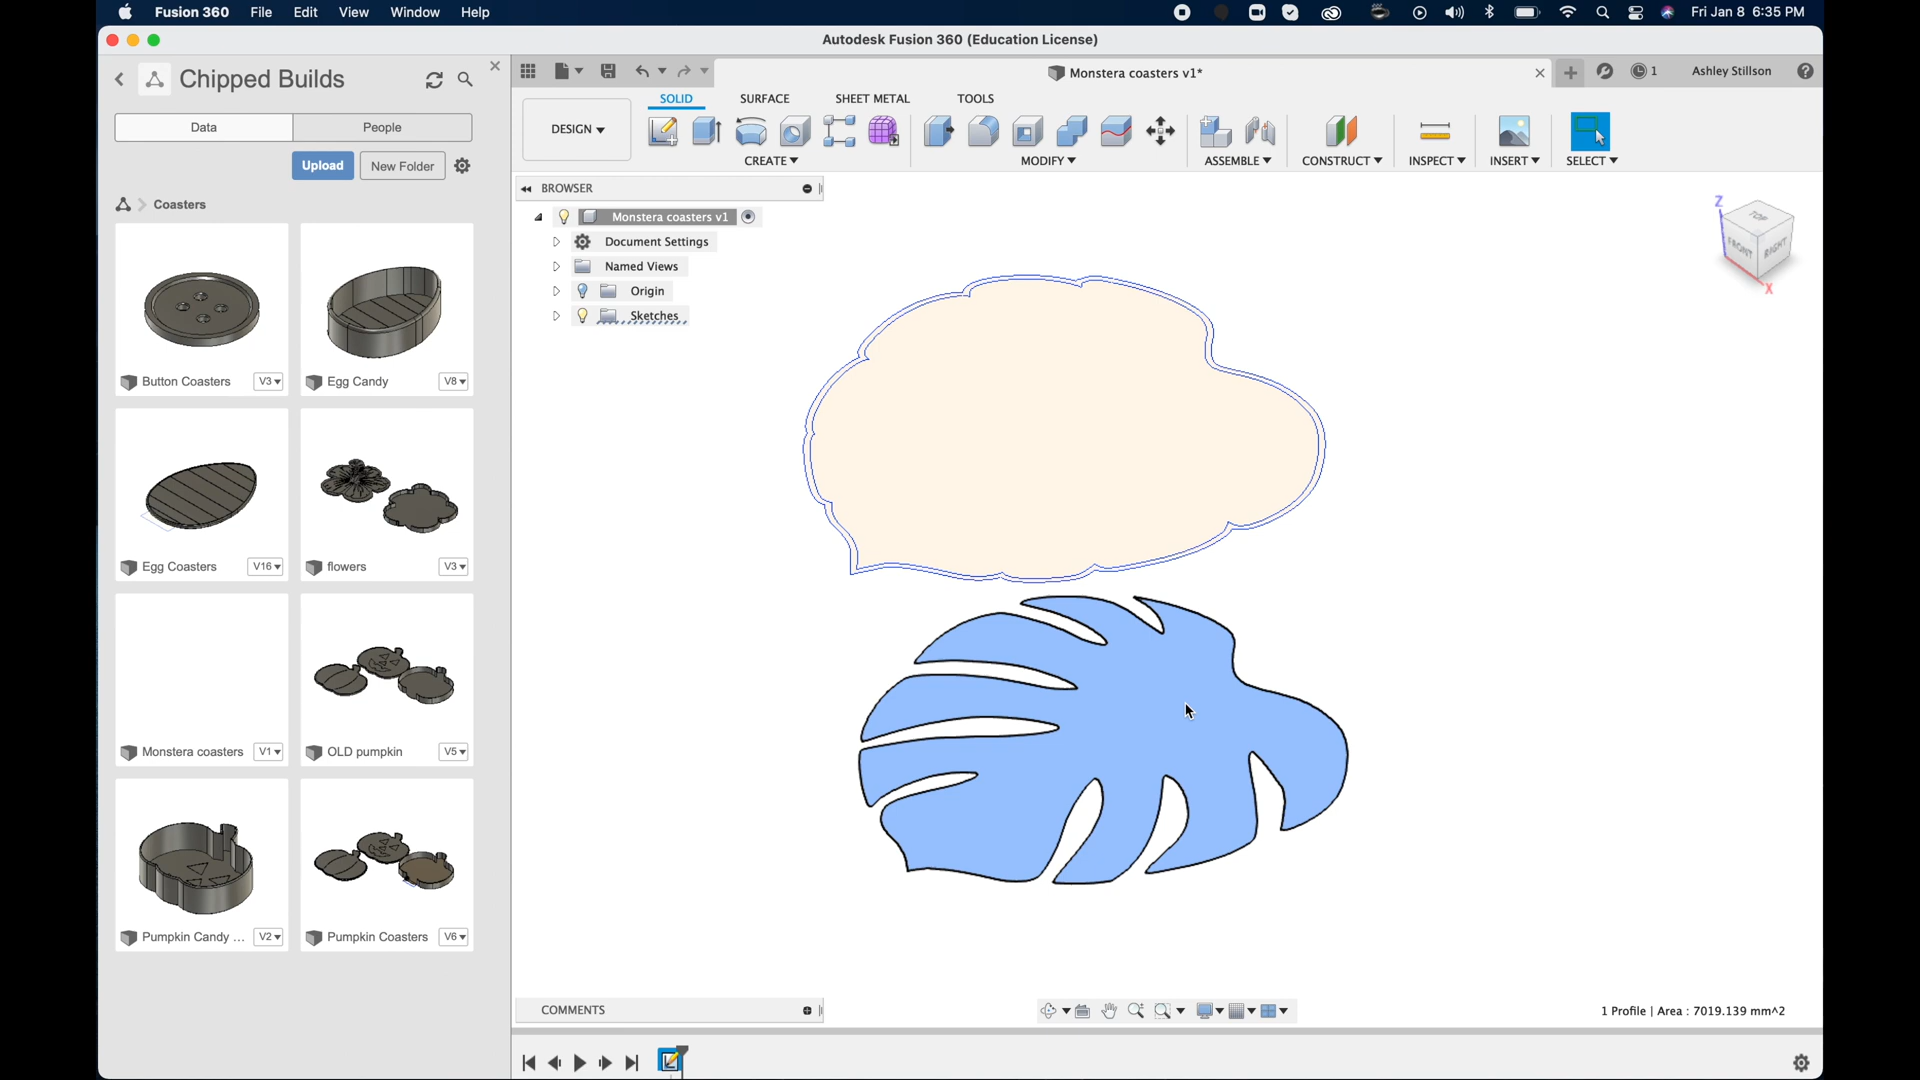 Fusion 360 File Edit View Window Help
Fri Jan 8 6:35 PM
Autodesk Fusion 360 (Education License)
Chipped Builds
Monstera coasters v1*
1
Ashley Stillson
Data People
SOLID SURFACE SHEET METAL TOOLS
DESIGN
CREATE MODIFY ASSEMBLE CONSTRUCT INSPECT INSERT SELECT
Upload New Folder
BROWSER
Coasters
Monstera coasters v1
Document Settings
Named Views
Origin
Sketches
Z
TOP
FRONT
RIGHT
X
Button Coasters V3
Egg Candy V8
Egg Coasters V16
flowers V3
Monstera coasters V1
OLD pumpkin V5
Pumpkin Candy ... V2
Pumpkin Coasters V6
COMMENTS
1 Profile | Area : 7019.139 mm^2